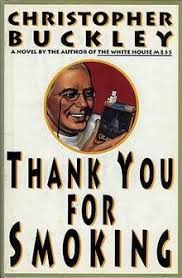 CHRISTOPHER
BUCKLEY
A NOVEL BY THE AUTHOR OF THE WHITE HOUSE MESS
THANK YOU
FOR
SMOKING